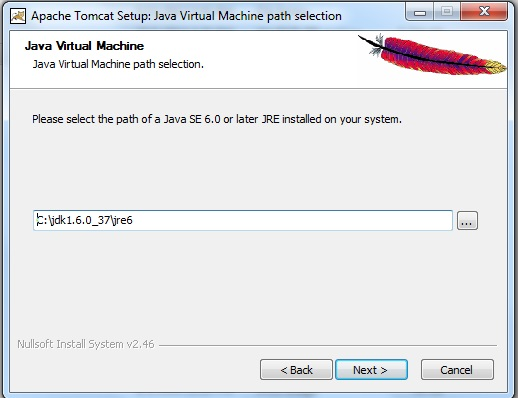 Apache Tomcat Setup: Java Virtual Machine path selection
Java Virtual Machine
Java Virtual Machine path selection.
Please select the path of a Java SE 6.0 or later JRE installed on your system.
C:\jdk1.6.0_37\jre6
...
Nullsoft Install System v2.46
< Back
Next >
Cancel